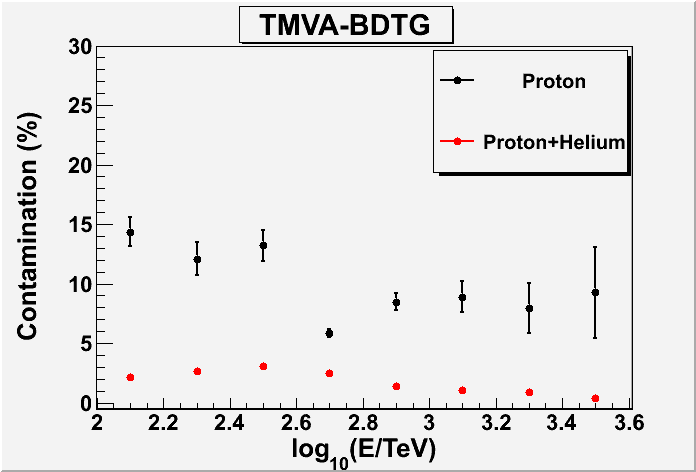 TMVA-BDTG
30
25
20
15
10
5
0
Contamination (%)
Proton
Proton+Helium
2 2.2 2.4 2.6 2.8 3 3.2 3.4 3.6
log10(E/TeV)